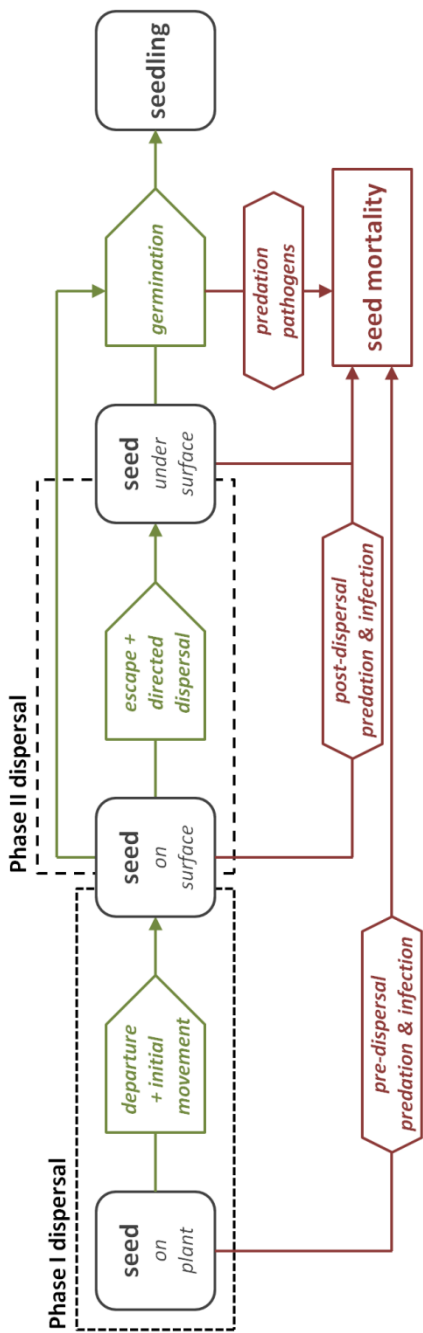 Phase I dispersal
Phase II dispersal
seed
on
plant
departure
+ initial
movement
seed
on
surface
escape +
directed
dispersal
seed
under
surface
germination
seedling
predation
pathogens
post-dispersal
predation & infection
pre-dispersal
predation & infection
seed mortality